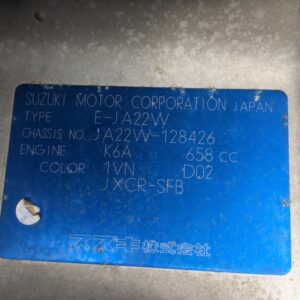 SUZUKI MOTOR CORPORATION JAPAN
TYPE E-JA22W
CHASSIS NO. JA22W-128426
ENGINE K6A 658 CC
COLOR 1VN D02
JXCR-SFB
スズキ株式会社